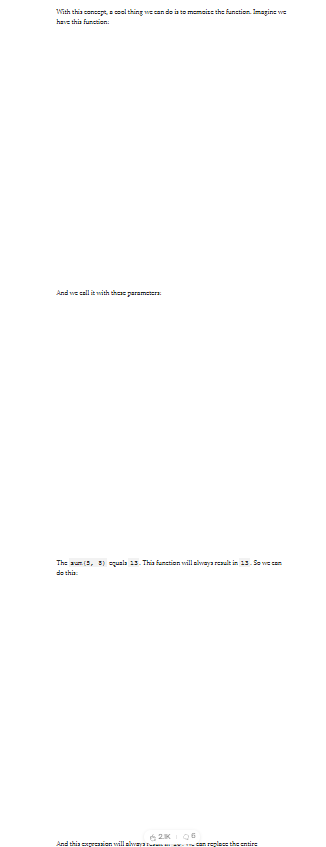 With this concept, a cool thing we can do is to memoize the function. Imagine we
have this function:
And we call it with these parameters:
The sum(5, 8) equals 13. This function will always result in 13. So we can
do this:
2.1K 6
And this expression will always can replace the entire